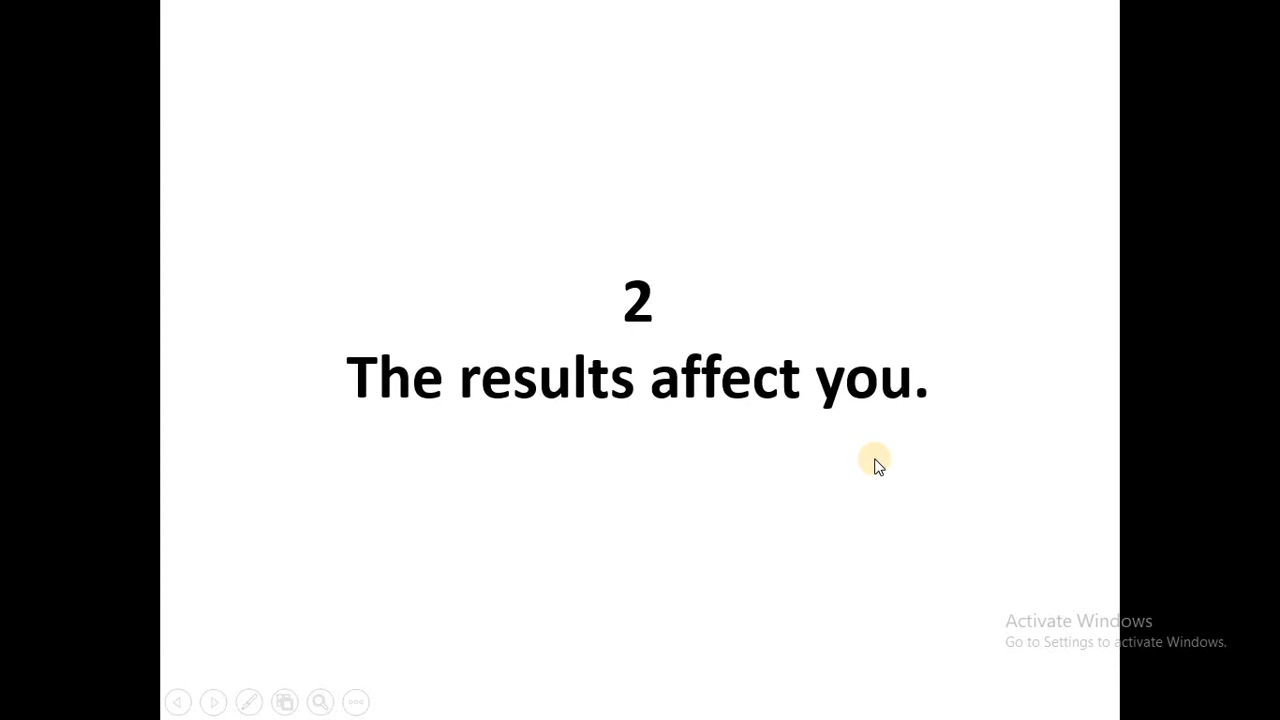 2
The results affect you.
Activate Windows
Go to Settings to activate Windows.